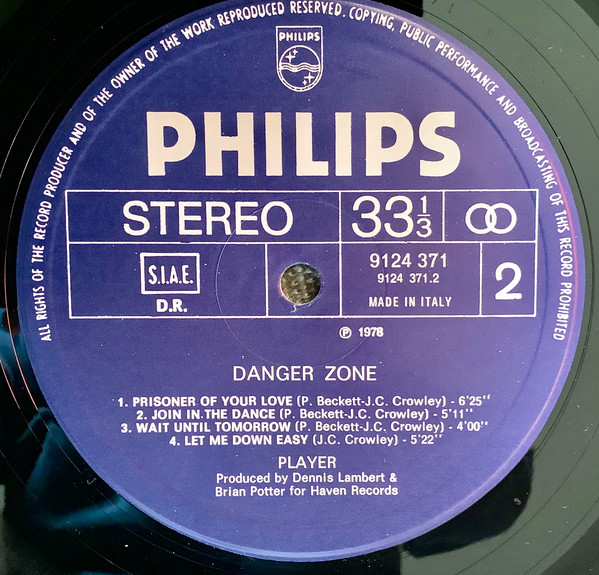 ALL RIGHTS OF THE RECORD PRODUCER AND OF THE OWNER OF THE WORK REPRODUCED RESERVED. COPYING, PUBLIC PERFORMANCE AND BROADCASTING OF THIS RECORD PROHIBITED
PHILIPS
PHILIPS
STEREO 33 1/3
S.I.A.E. 9124 371
9124 371.2 2
D.R. MADE IN ITALY
Ⓟ 1978
DANGER ZONE
1. PRISONER OF YOUR LOVE (P. Beckett-J.C. Crowley) - 6'25''
2. JOIN IN THE DANCE (P. Beckett-J.C. Crowley) - 5'11''
3. WAIT UNTIL TOMORROW (P. Beckett-J.C. Crowley) - 4'00''
4. LET ME DOWN EASY (J.C. Crowley) - 5'22''
PLAYER
Produced by Dennis Lambert &
Brian Potter for Haven Records